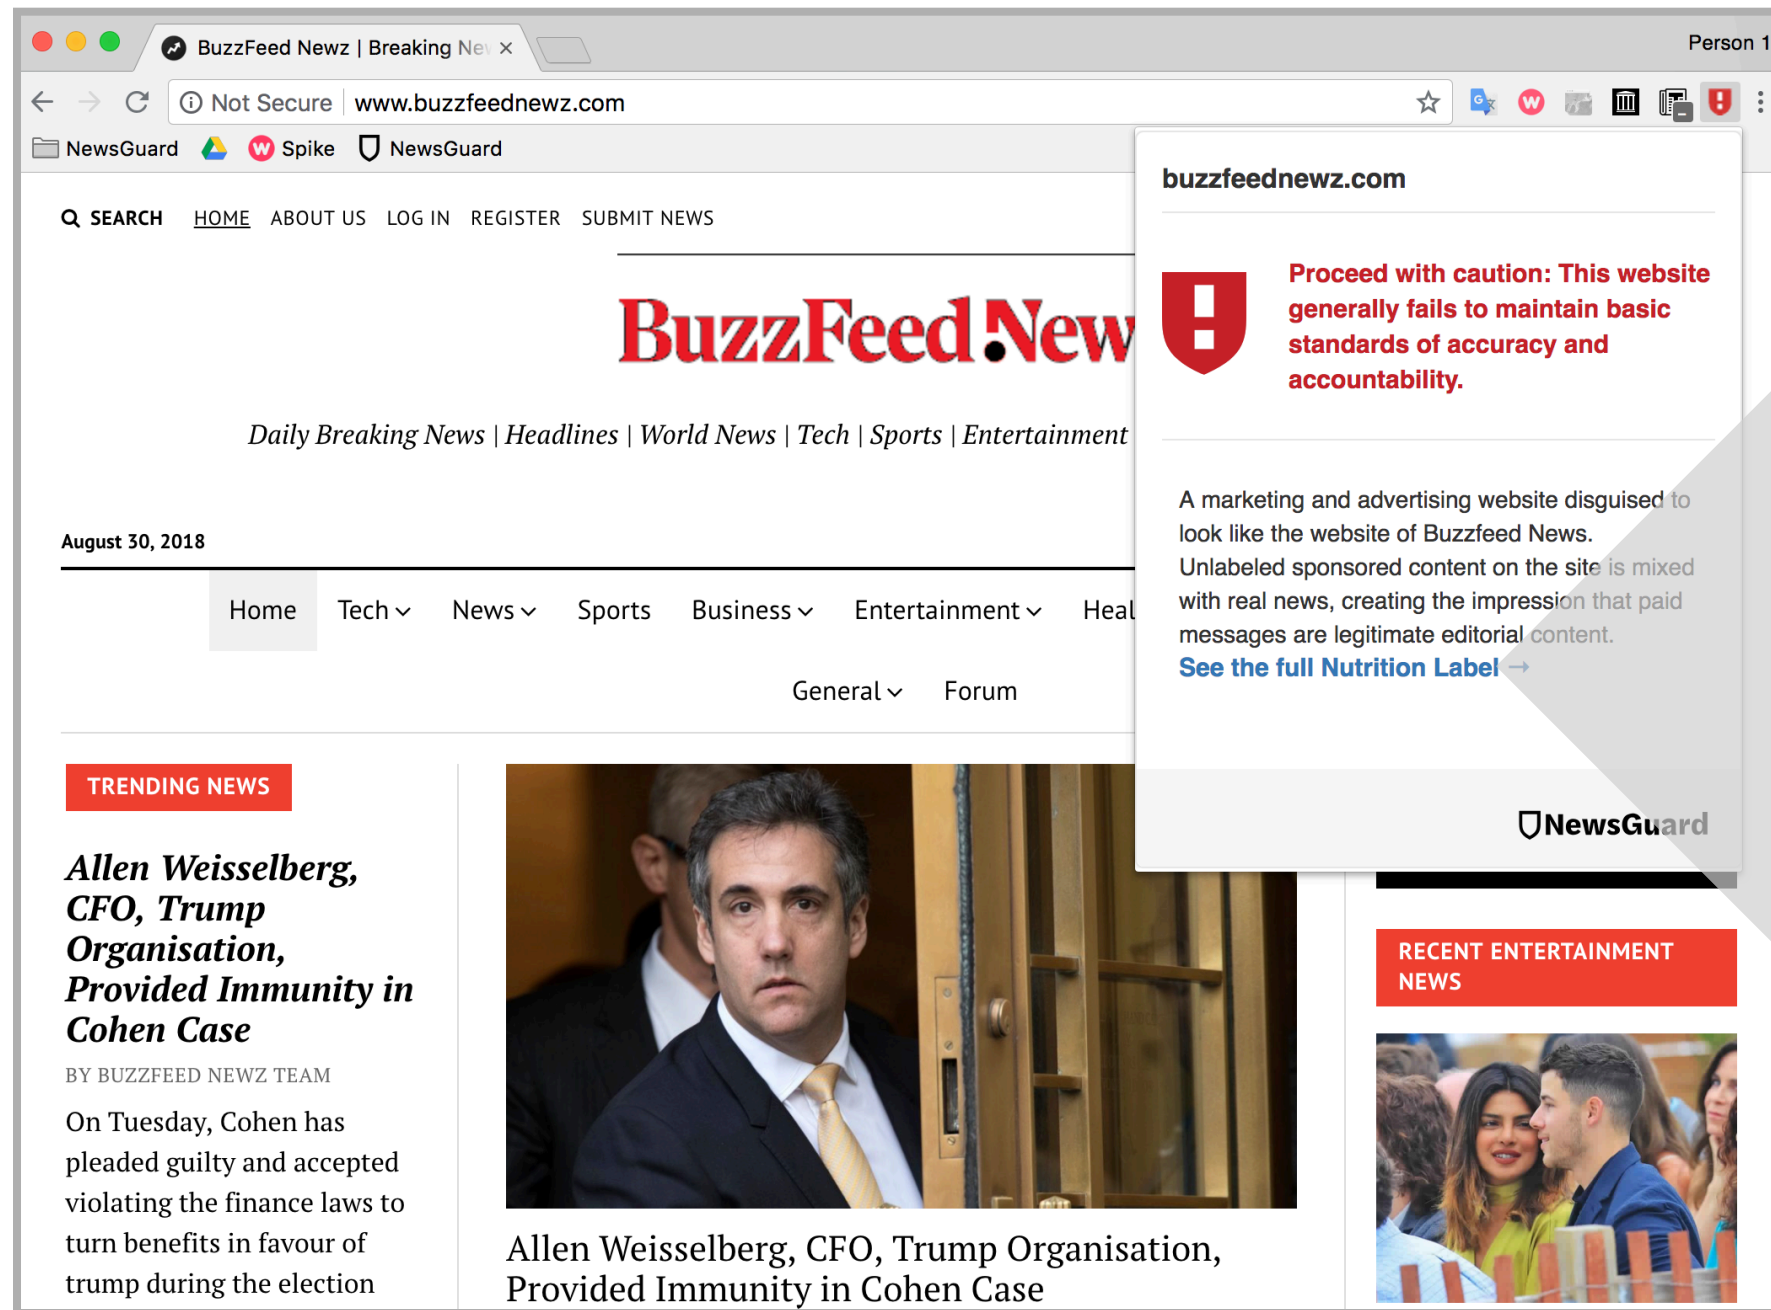 BuzzFeed Newz | Breaking Ne
Person 1
Not Secure www.buzzfeednewz.com
NewsGuard Spike NewsGuard
SEARCH HOME ABOUT US LOG IN REGISTER SUBMIT NEWS
BuzzFeed New
Daily Breaking News | Headlines | World News | Tech | Sports | Entertainment
August 30, 2018
Home Tech News Sports Business Entertainment Heal
General Forum
TRENDING NEWS
Allen Weisselberg,
CFO, Trump
Organisation,
Provided Immunity in
Cohen Case
BY BUZZFEED NEWZ TEAM
On Tuesday, Cohen has
pleaded guilty and accepted
violating the finance laws to
turn benefits in favour of
trump during the election
Allen Weisselberg, CFO, Trump Organisation,
Provided Immunity in Cohen Case
buzzfeednewz.com
Proceed with caution: This website
generally fails to maintain basic
standards of accuracy and
accountability.
A marketing and advertising website disguised to
look like the website of Buzzfeed News.
Unlabeled sponsored content on the site is mixed
with real news, creating the impression that paid
messages are legitimate editorial content.
See the full Nutrition Label →
NewsGuard
RECENT ENTERTAINMENT
NEWS